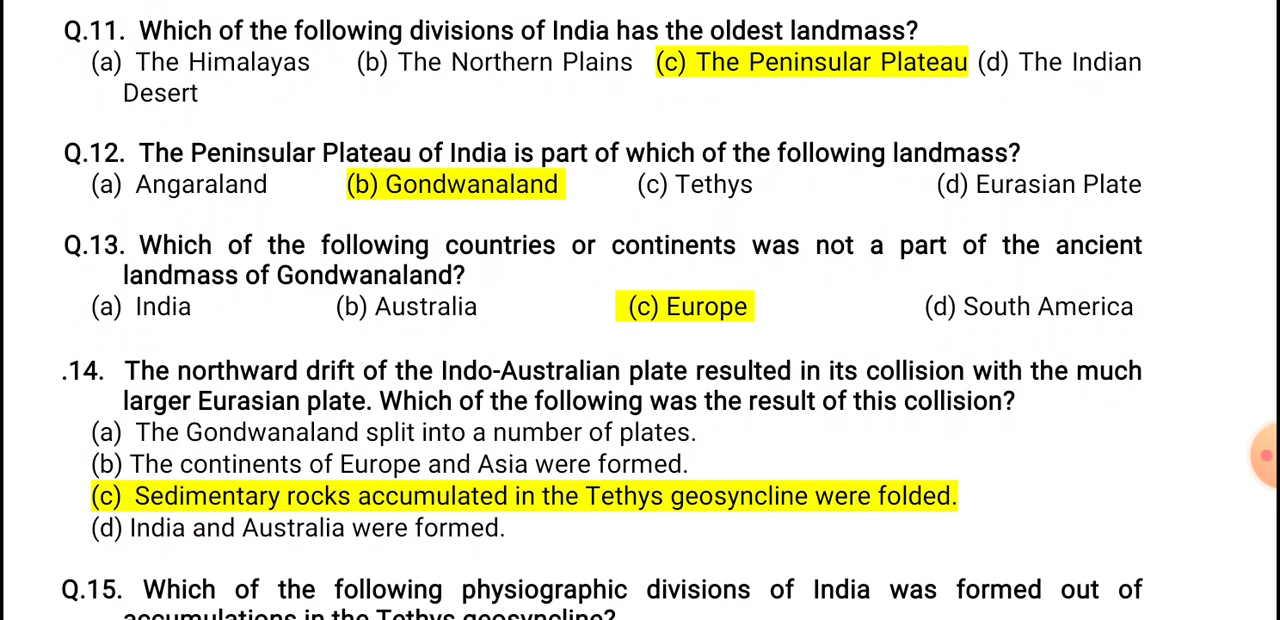 Q.11. Which of the following divisions of India has the oldest landmass?
(a) The Himalayas (b) The Northern Plains (c) The Peninsular Plateau (d) The Indian
Desert
Q.12. The Peninsular Plateau of India is part of which of the following landmass?
(a) Angaraland (b) Gondwanaland (c) Tethys (d) Eurasian Plate
Q.13. Which of the following countries or continents was not a part of the ancient
landmass of Gondwanaland?
(a) India (b) Australia (c) Europe (d) South America
.14. The northward drift of the Indo-Australian plate resulted in its collision with the much
larger Eurasian plate. Which of the following was the result of this collision?
(a) The Gondwanaland split into a number of plates.
(b) The continents of Europe and Asia were formed.
(c) Sedimentary rocks accumulated in the Tethys geosyncline were folded.
(d) India and Australia were formed.
Q.15. Which of the following physiographic divisions of India was formed out of
accumulations in the Tethys geosyncline?